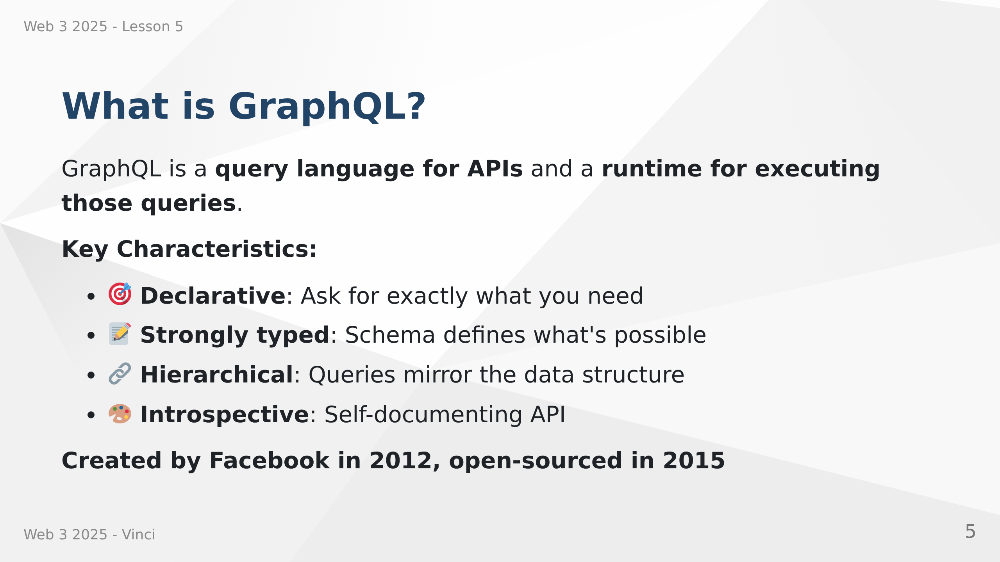 Web 3 2025 - Lesson 5
What is GraphQL?
GraphQL is a query language for APIs and a runtime for executing
those queries.
Key Characteristics:
• 🎯 Declarative: Ask for exactly what you need
• 📝 Strongly typed: Schema defines what's possible
• 🔗 Hierarchical: Queries mirror the data structure
• 🎨 Introspective: Self-documenting API
Created by Facebook in 2012, open-sourced in 2015
Web 3 2025 - Vinci
5